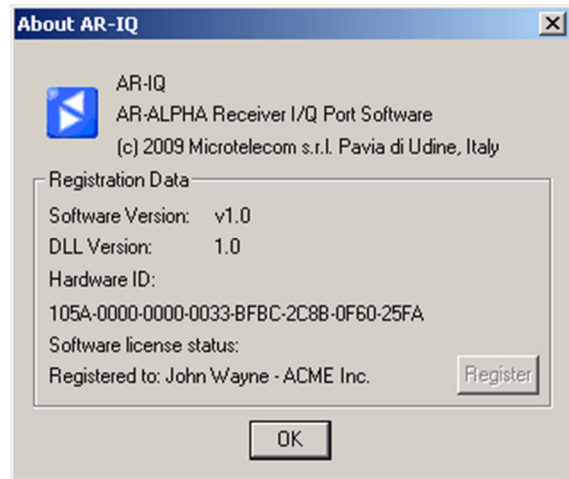 About AR-IQ
AR-IQ
AR-ALPHA Receiver I/Q Port Software
(c) 2009 Microtelecom s.r.l. Pavia di Udine, Italy
Registration Data
Software Version: v1.0
DLL Version: 1.0
Hardware ID:
105A-0000-0000-0033-BFBC-2C8B-0F60-25FA
Software license status:
Registered to: John Wayne - ACME Inc.
Register
OK